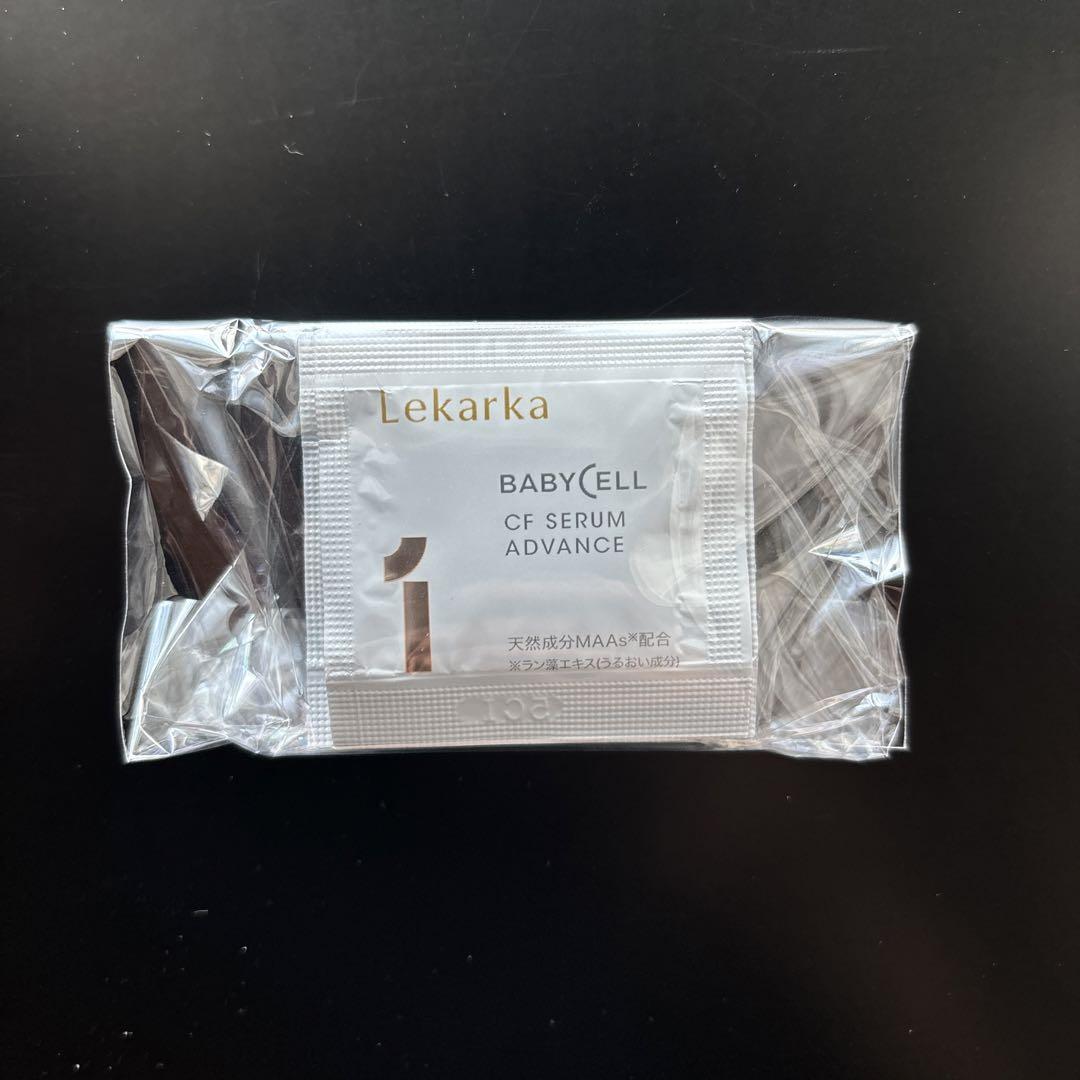 Lekarka
BABYCELL
CF SERUM
ADVANCE
1
天然成分MAAs※配合
※ラン藻エキス(うるおい成分)